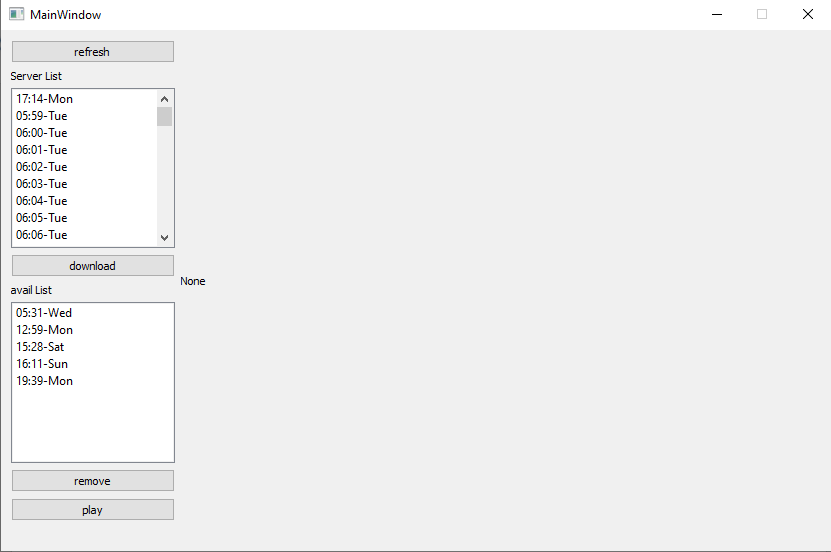 MainWindow
refresh
Server List
17:14-Mon
05:59-Tue
06:00-Tue
06:01-Tue
06:02-Tue
06:03-Tue
06:04-Tue
06:05-Tue
06:06-Tue
download
None
avail List
05:31-Wed
12:59-Mon
15:28-Sat
16:11-Sun
19:39-Mon
remove
play